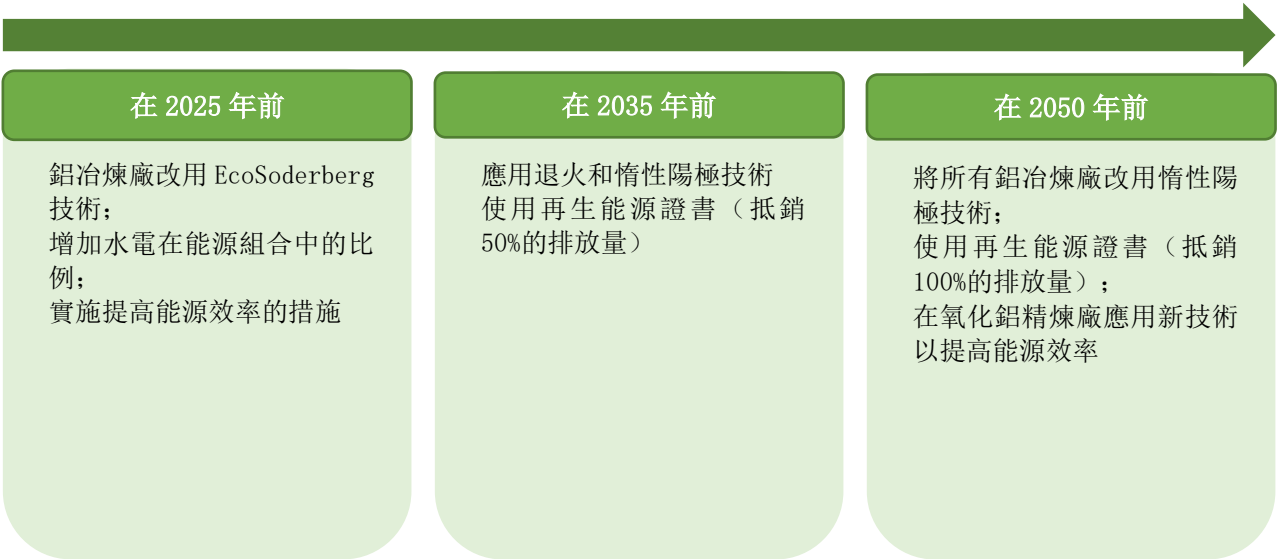 在 2025 年前
鋁冶煉廠改用 EcoSoderberg
技術；
增加水電在能源組合中的比
例；
實施提高能源效率的措施
在 2035 年前
應用退火和惰性陽極技術
使用再生能源證書（抵銷
50%的排放量）
在 2050 年前
將所有鋁冶煉廠改用惰性陽
極技術；
使用再生能源證書（抵銷
100%的排放量）；
在氧化鋁精煉廠應用新技術
以提高能源效率